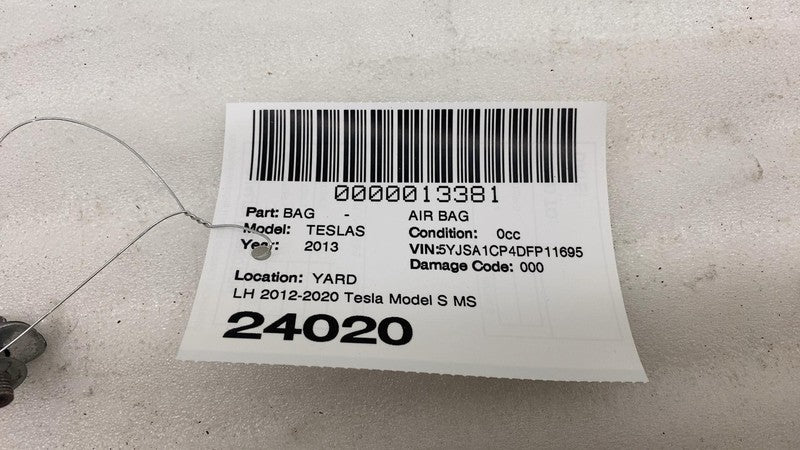 0000013381
Part: BAG - AIR BAG
Model: TESLAS Condition: 0cc
Year: 2013 VIN:5YJSA1CP4DFP11695
Damage Code: 000
Location: YARD
LH 2012-2020 Tesla Model S MS
24020